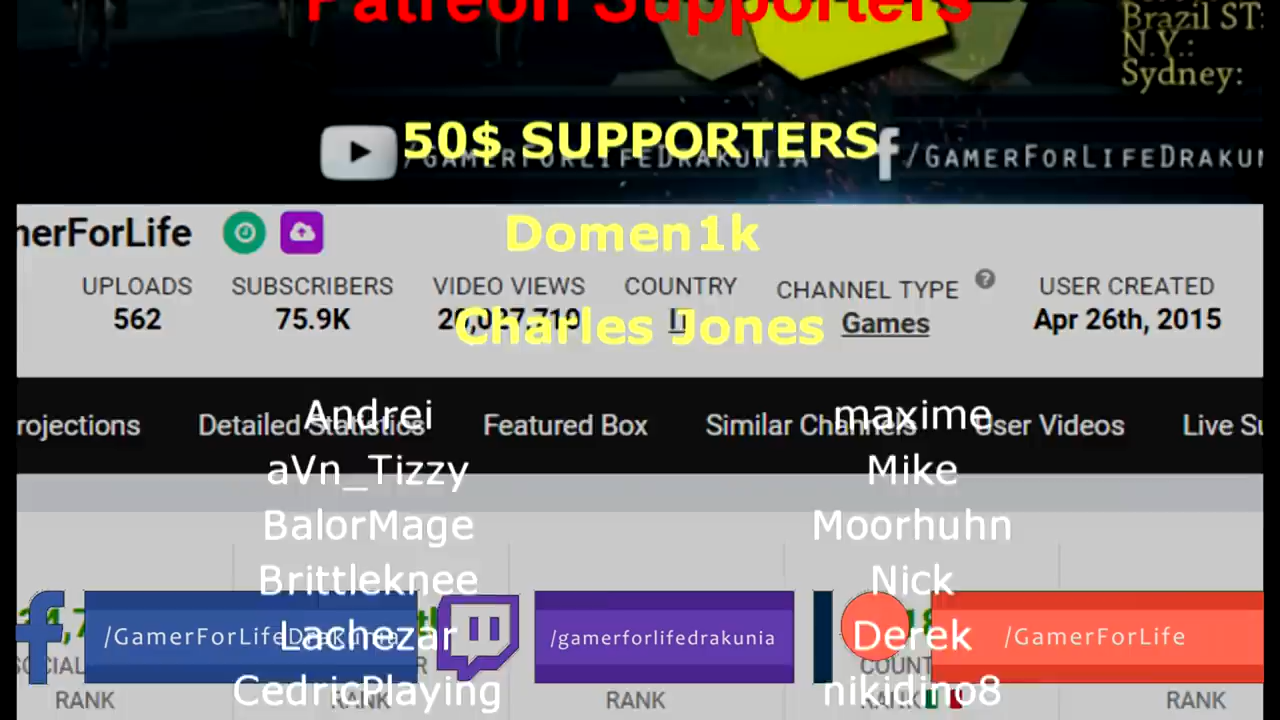 Patreon Supporters
Brazil ST:
N.Y.:
Sydney:
50$ SUPPORTERS
/GAMERFORLIFEDRAKUNIA
/GAMERFORLIFEDRAKUN
nerForLife
Domen1k
UPLOADS
562
SUBSCRIBERS
75.9K
VIDEO VIEWS
COUNTRY
CHANNEL TYPE
Games
USER CREATED
Apr 26th, 2015
Charles Jones
rojections
Detailed Statistics
Featured Box
Similar Channels
User Videos
Live Su
Andrei
maxime
aVn_Tizzy
Mike
BalorMage
Moorhuhn
Brittleknee
Nick
/GamerForLifeDrakunia
Lachezar
/gamerforlifedrakunia
Derek
/GamerForLife
CedricPlaying
nikidino8
RANK
RANK
RANK
RANK
RANK